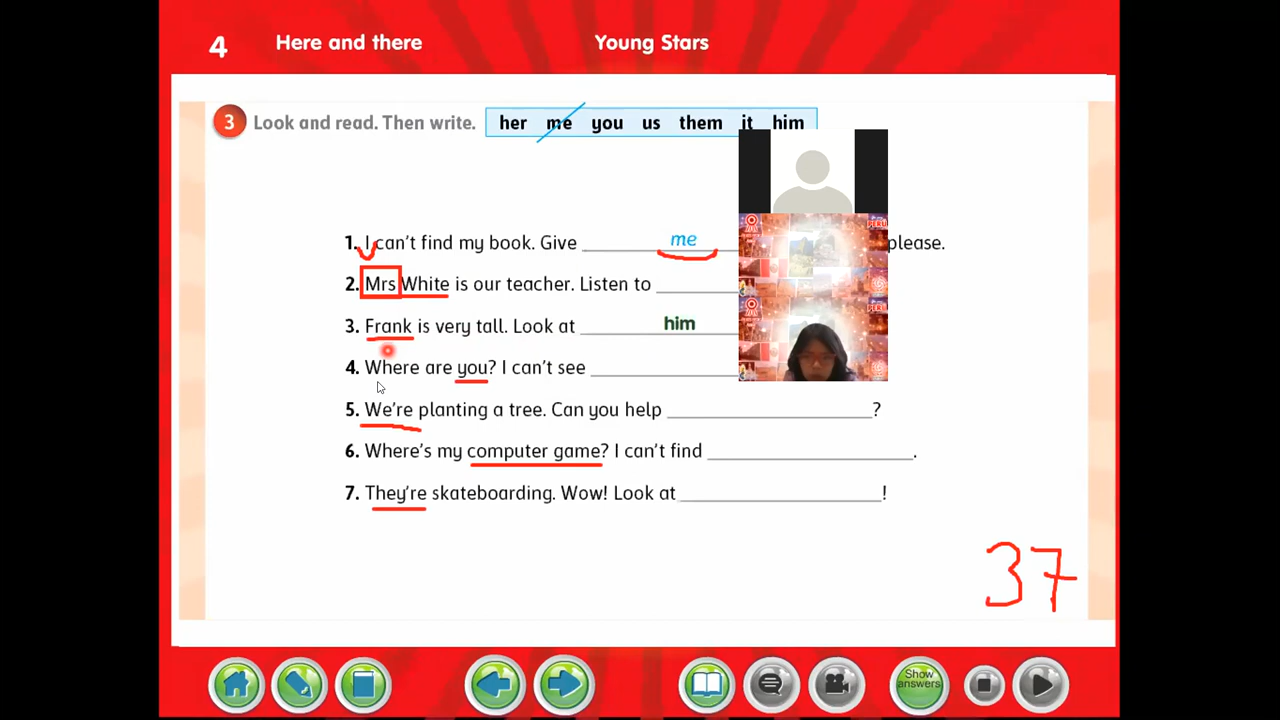 4 Here and there Young Stars
3 Look and read. Then write. her me you us them it him
1. I can't find my book. Give me please.
2. Mrs White is our teacher. Listen to
3. Frank is very tall. Look at him
4. Where are you? I can't see
5. We're planting a tree. Can you help ____________________?
6. Where's my computer game? I can't find ____________________.
7. They're skateboarding. Wow! Look at ____________________!
37
Show
answers